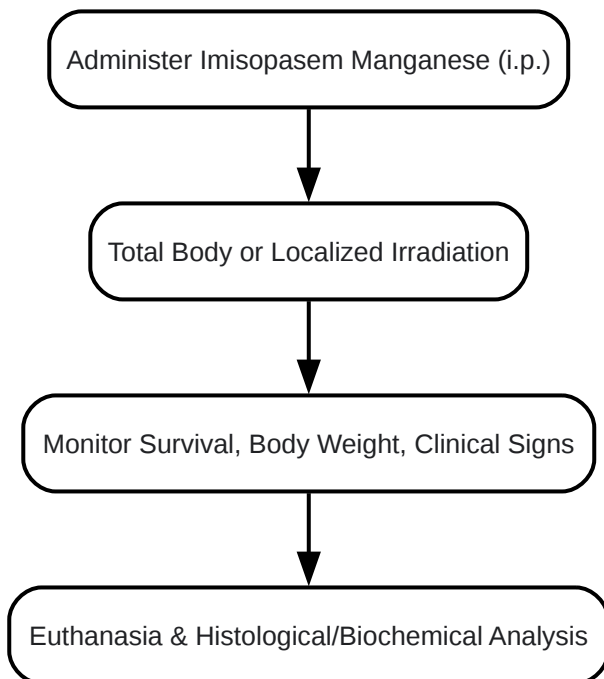 Administer Imisopasem Manganese (i.p.)
Total Body or Localized Irradiation
Monitor Survival, Body Weight, Clinical Signs
Euthanasia & Histological/Biochemical Analysis